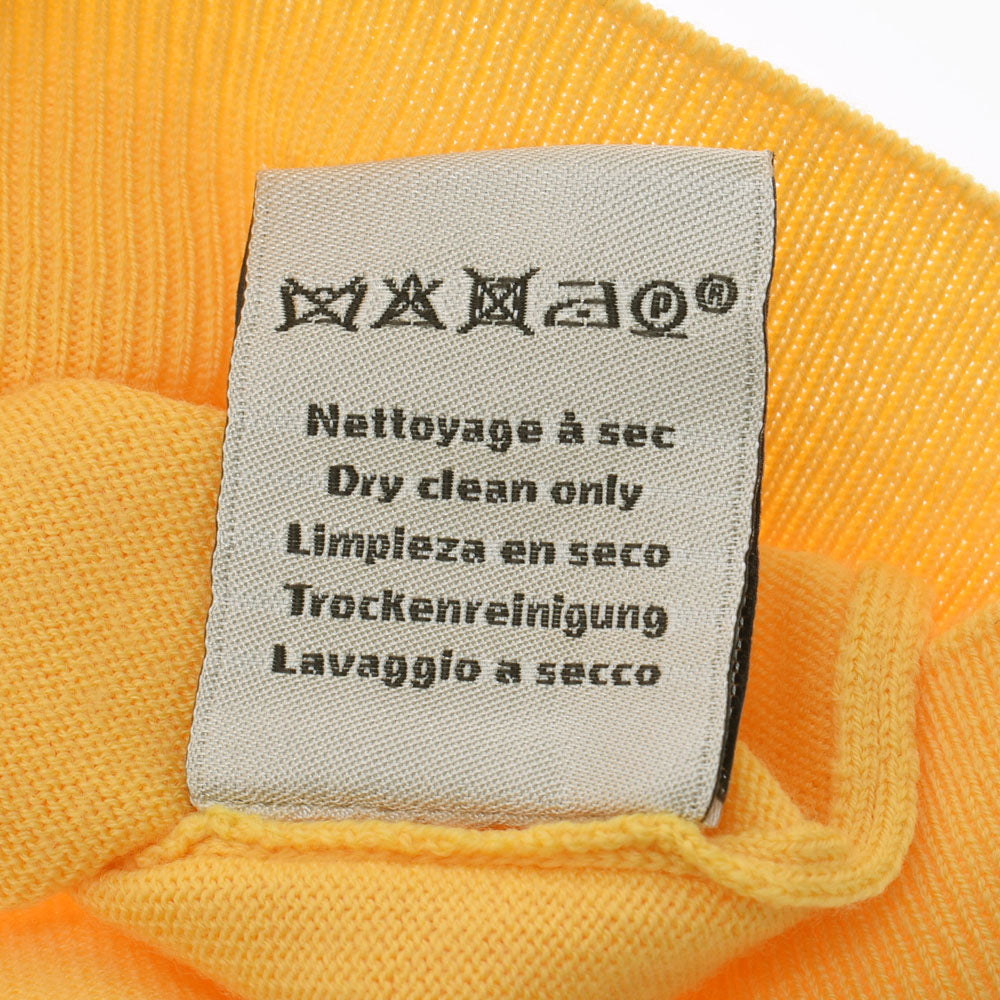 P ®
Nettoyage à sec
Dry clean only
Limpieza en seco
Trockenreinigung
Lavaggio a secco